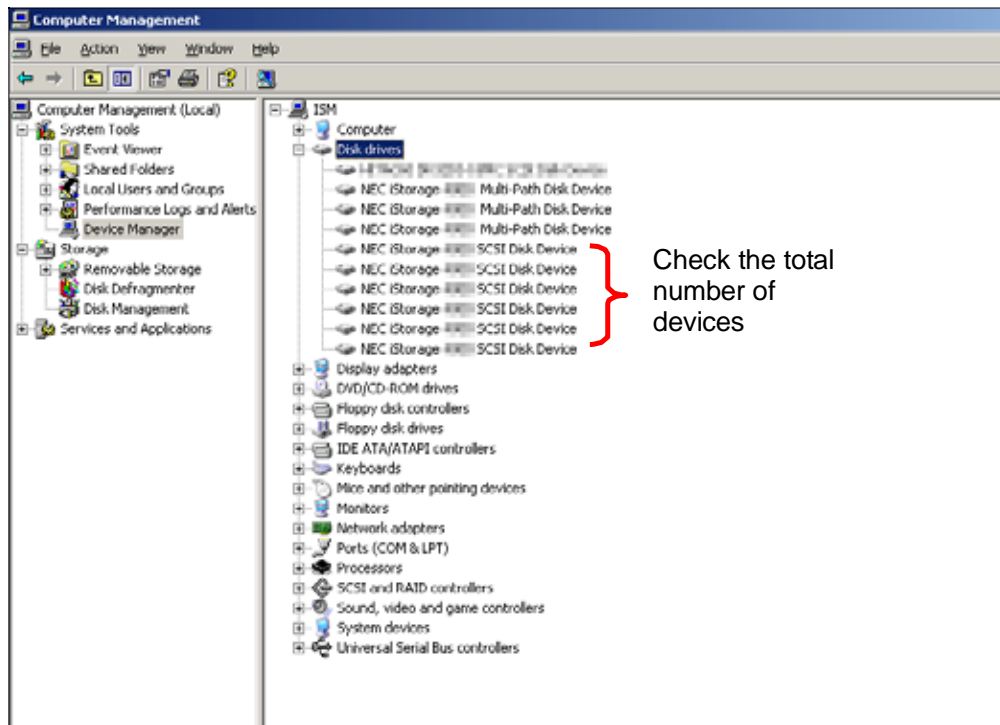 Computer Management
File Action View Window Help
Computer Management (Local)
System Tools
Event Viewer
Shared Folders
Local Users and Groups
Performance Logs and Alerts
Device Manager
Storage
Removable Storage
Disk Defragmenter
Disk Management
Services and Applications
ISM
Computer
Disk drives
NEC iStorage Multi-Path Disk Device
NEC iStorage Multi-Path Disk Device
NEC iStorage Multi-Path Disk Device
NEC iStorage SCSI Disk Device
NEC iStorage SCSI Disk Device
NEC iStorage SCSI Disk Device
NEC iStorage SCSI Disk Device
NEC iStorage SCSI Disk Device
NEC iStorage SCSI Disk Device
Display adapters
DVD/CD-ROM drives
Floppy disk controllers
Floppy disk drives
IDE ATA/ATAPI controllers
Keyboards
Mice and other pointing devices
Monitors
Network adapters
Ports (COM & LPT)
Processors
SCSI and RAID controllers
Sound, video and game controllers
System devices
Universal Serial Bus controllers
Check the total
number of
devices